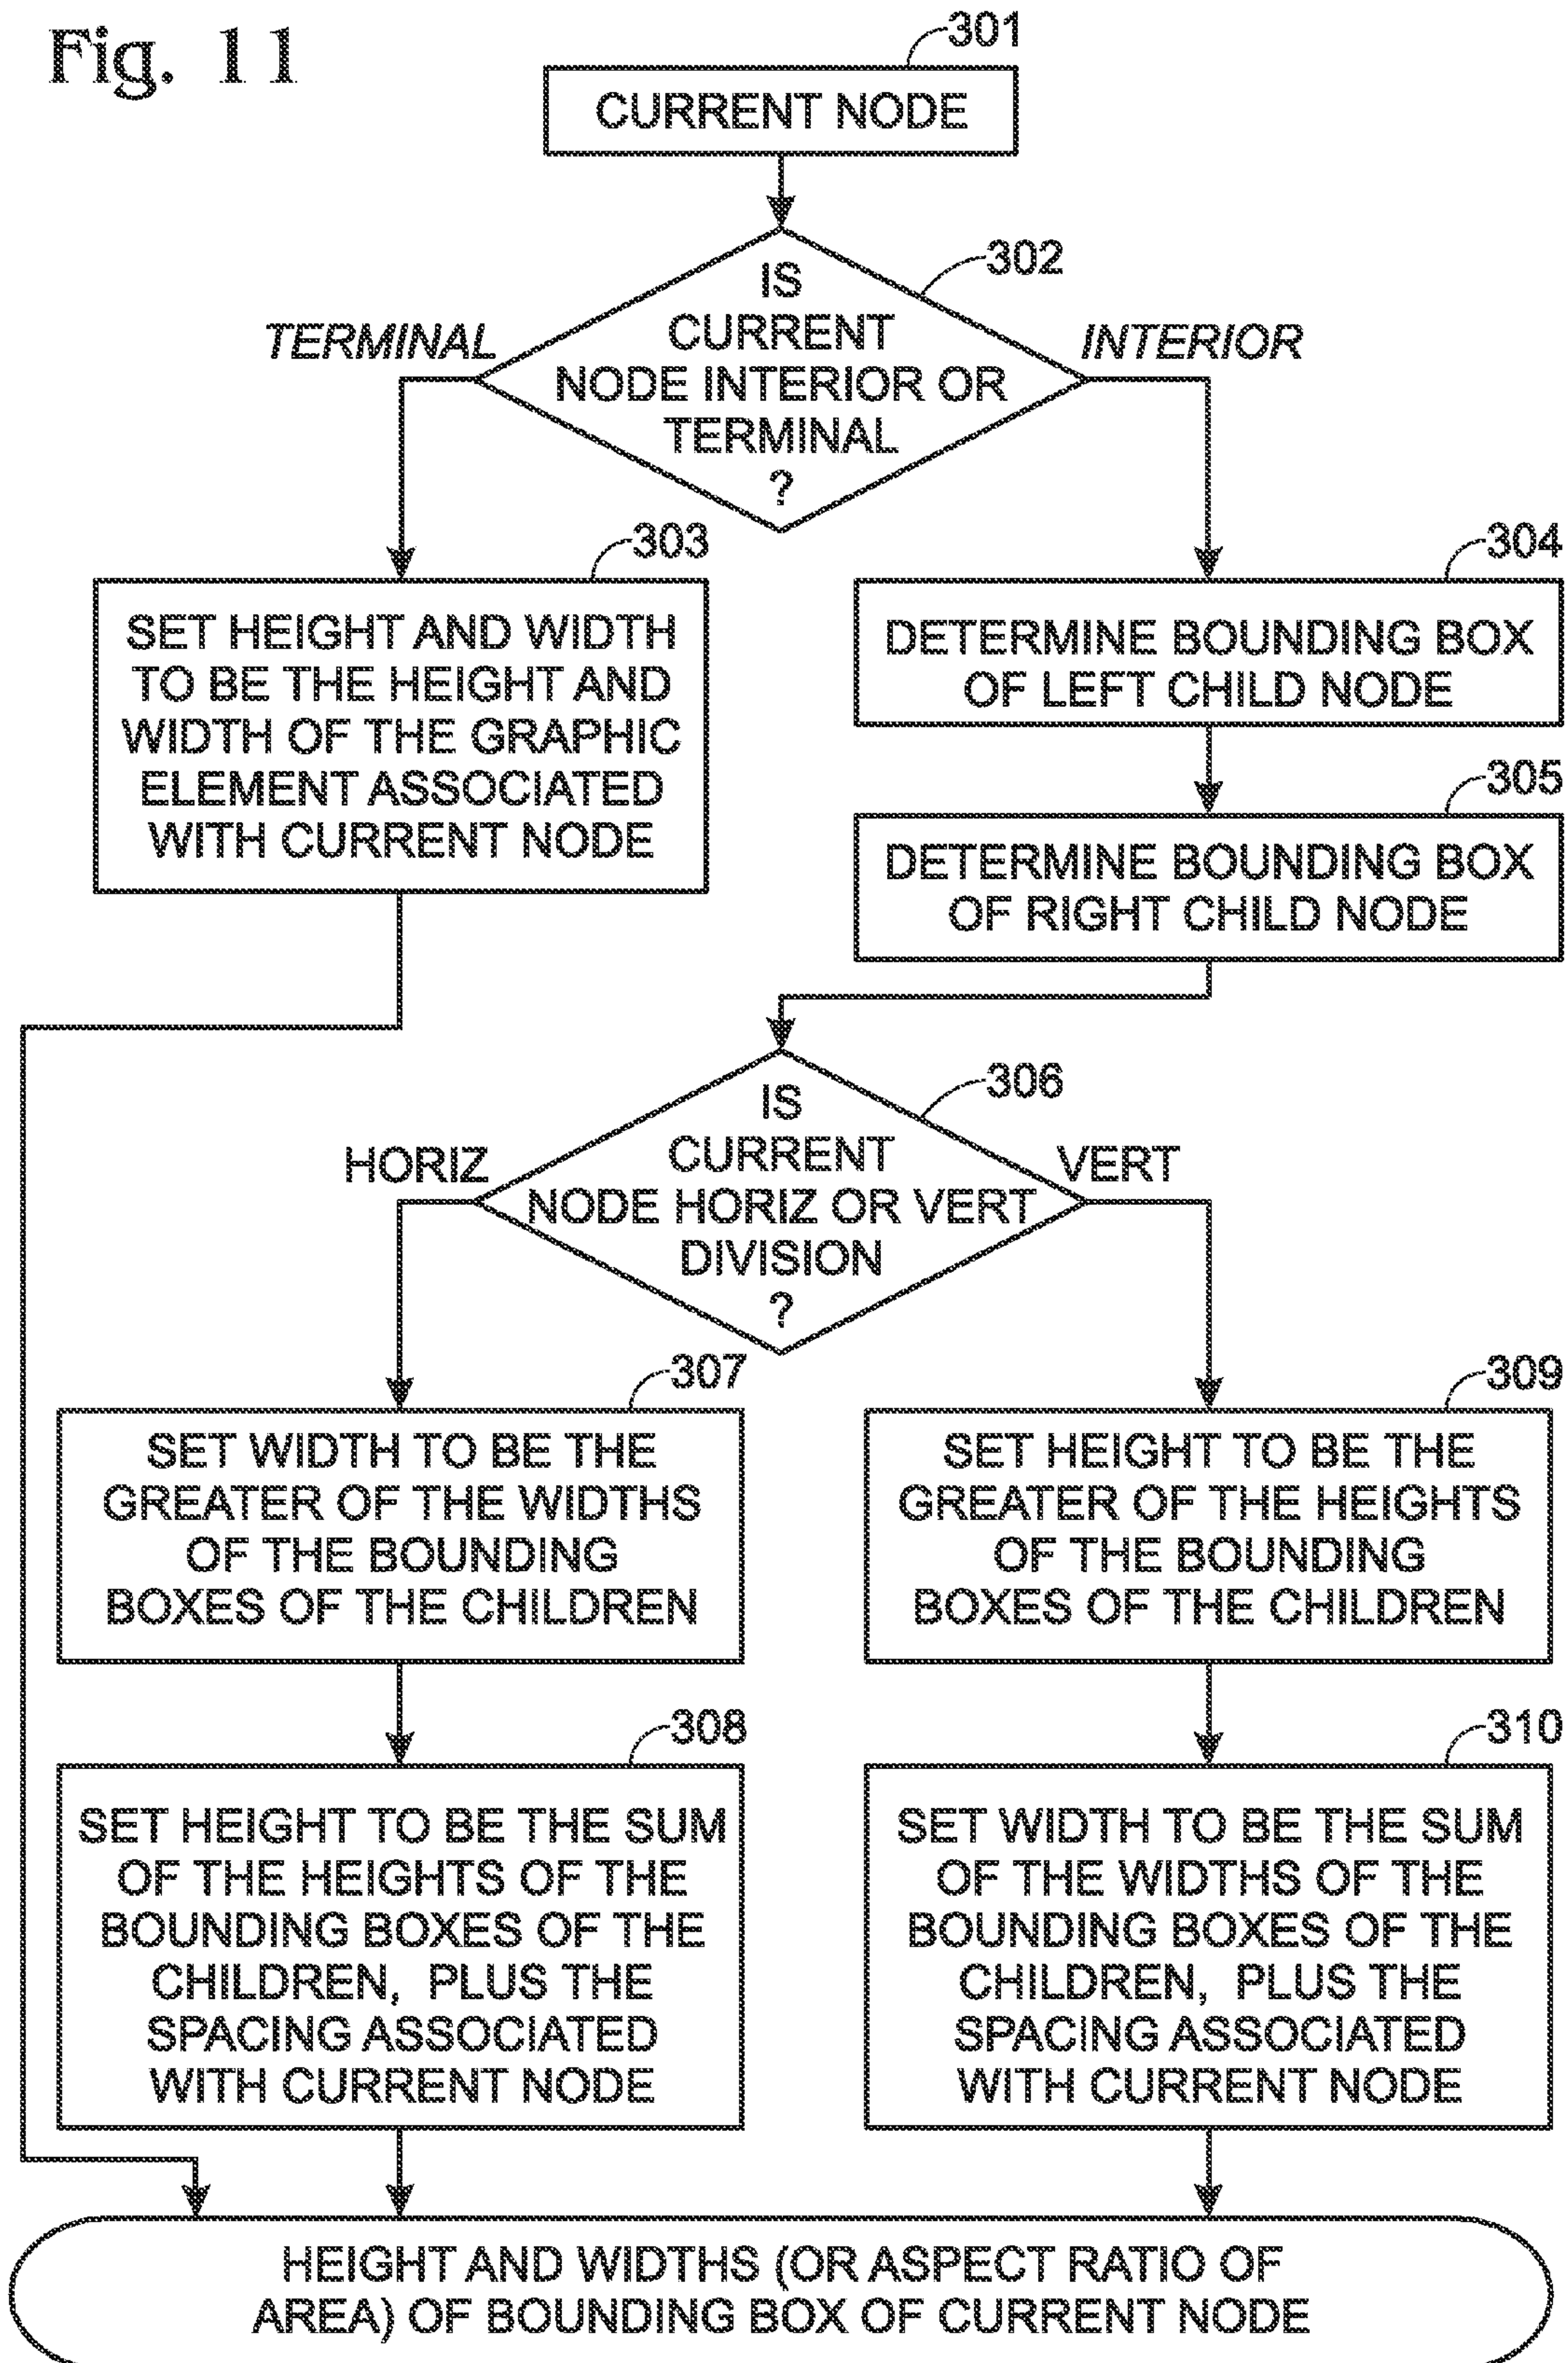 Fig. 11
301
CURRENT NODE
302
IS
CURRENT
NODE INTERIOR OR
TERMINAL
?
TERMINAL
INTERIOR
303
SET HEIGHT AND WIDTH
TO BE THE HEIGHT AND
WIDTH OF THE GRAPHIC
ELEMENT ASSOCIATED
WITH CURRENT NODE
304
DETERMINE BOUNDING BOX
OF LEFT CHILD NODE
305
DETERMINE BOUNDING BOX
OF RIGHT CHILD NODE
306
IS
CURRENT
NODE HORIZ OR VERT
DIVISION
?
HORIZ
VERT
307
SET WIDTH TO BE THE
GREATER OF THE WIDTHS
OF THE BOUNDING
BOXES OF THE CHILDREN
309
SET HEIGHT TO BE THE
GREATER OF THE HEIGHTS
OF THE BOUNDING
BOXES OF THE CHILDREN
308
SET HEIGHT TO BE THE SUM
OF THE HEIGHTS OF THE
BOUNDING BOXES OF THE
CHILDREN, PLUS THE
SPACING ASSOCIATED
WITH CURRENT NODE
310
SET WIDTH TO BE THE SUM
OF THE WIDTHS OF THE
BOUNDING BOXES OF THE
CHILDREN, PLUS THE
SPACING ASSOCIATED
WITH CURRENT NODE
HEIGHT AND WIDTHS (OR ASPECT RATIO OF
AREA) OF BOUNDING BOX OF CURRENT NODE